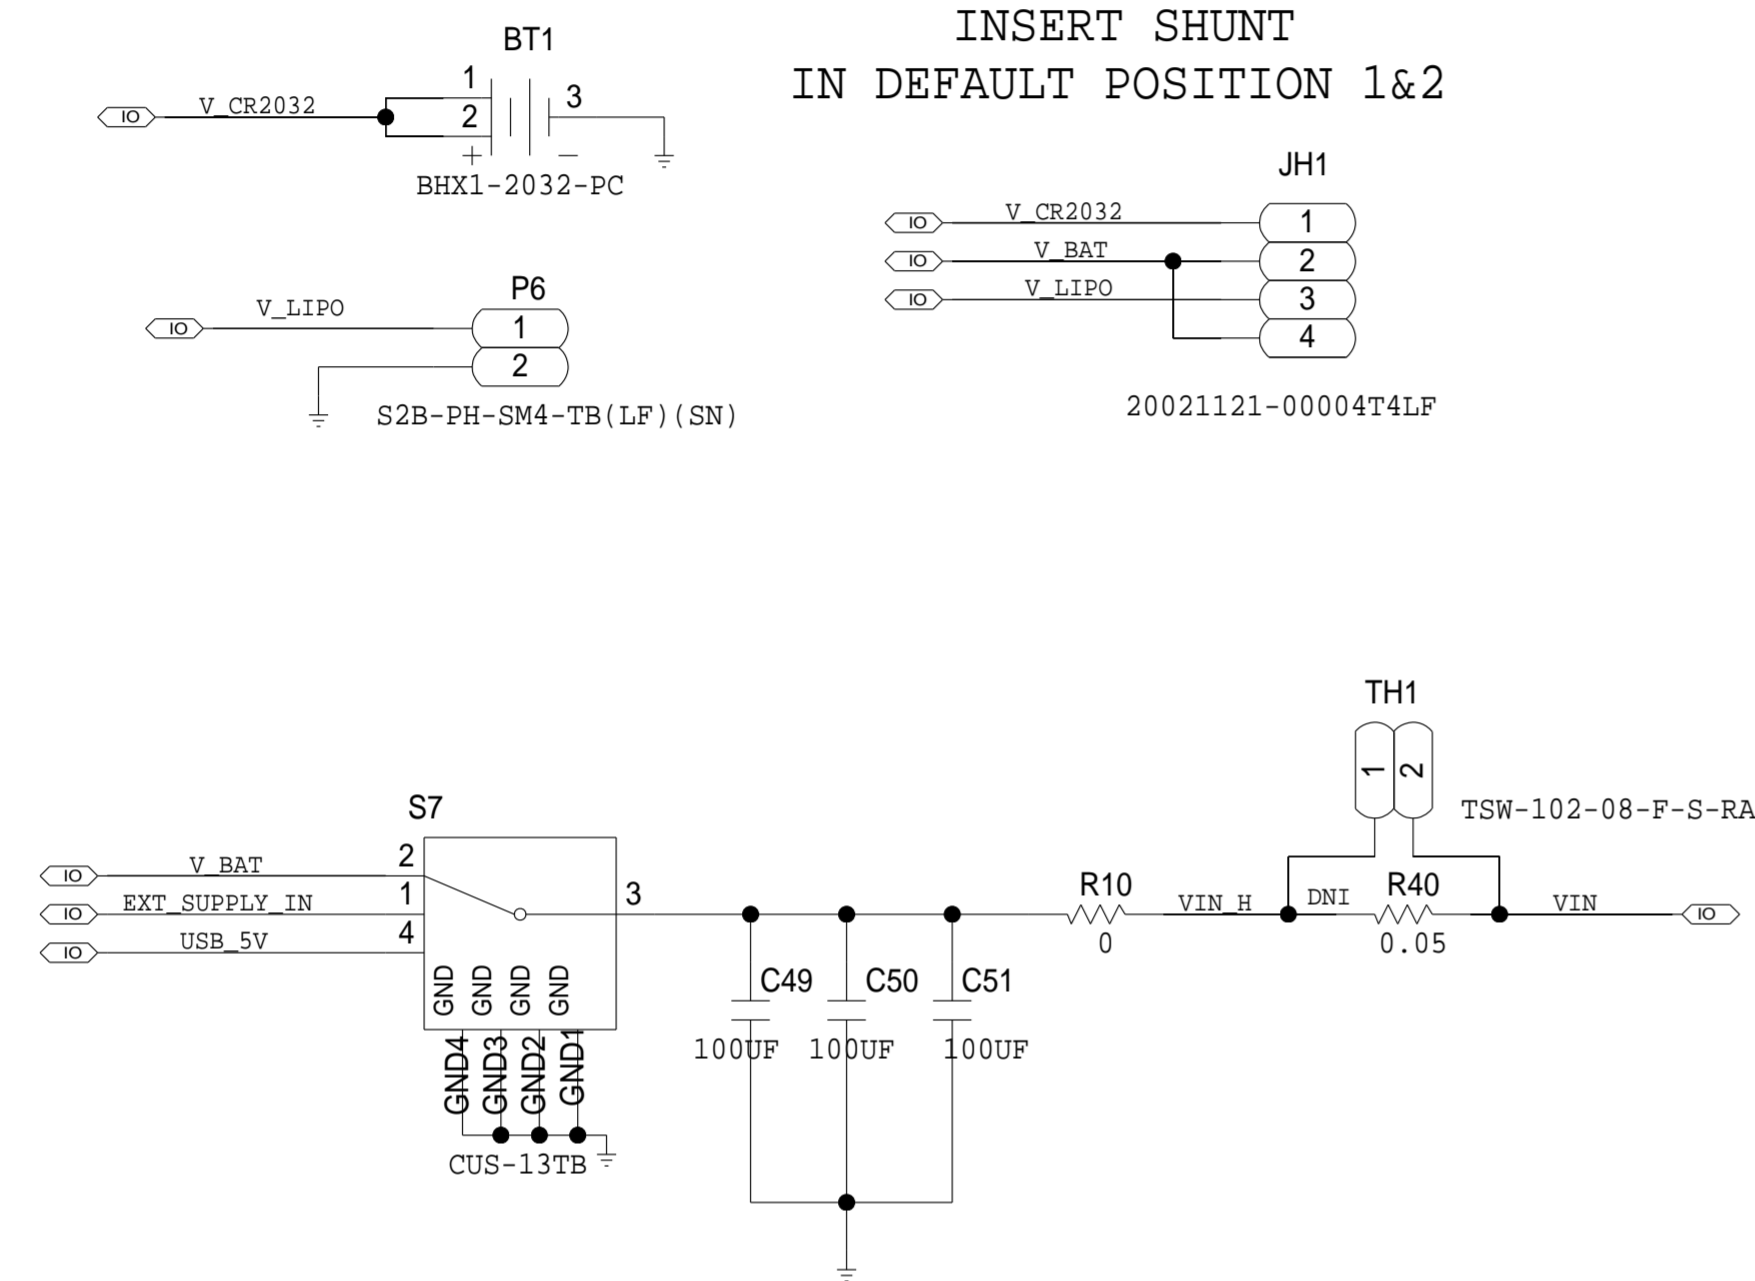 INSERT SHUNT
IN DEFAULT POSITION 1&2
BT1
1
2
3
IO
V_CR2032
+
-
BHX1-2032-PC
JH1
IO
V_CR2032
1
IO
V_BAT
2
IO
V_LIPO
3
4
20021121-00004T4LF
P6
IO
V_LIPO
1
2
S2B-PH-SM4-TB(LF)(SN)
TH1
1
2
TSW-102-08-F-S-RA
S7
IO
V_BAT
2
IO
EXT_SUPPLY_IN
1
IO
USB_5V
4
3
GND
GND
GND
GND
GND4
GND3
GND2
GND1
CUS-13TB
C49
100UF
C50
100UF
C51
100UF
R10
0
VIN_H
DNI
R40
0.05
VIN
IO